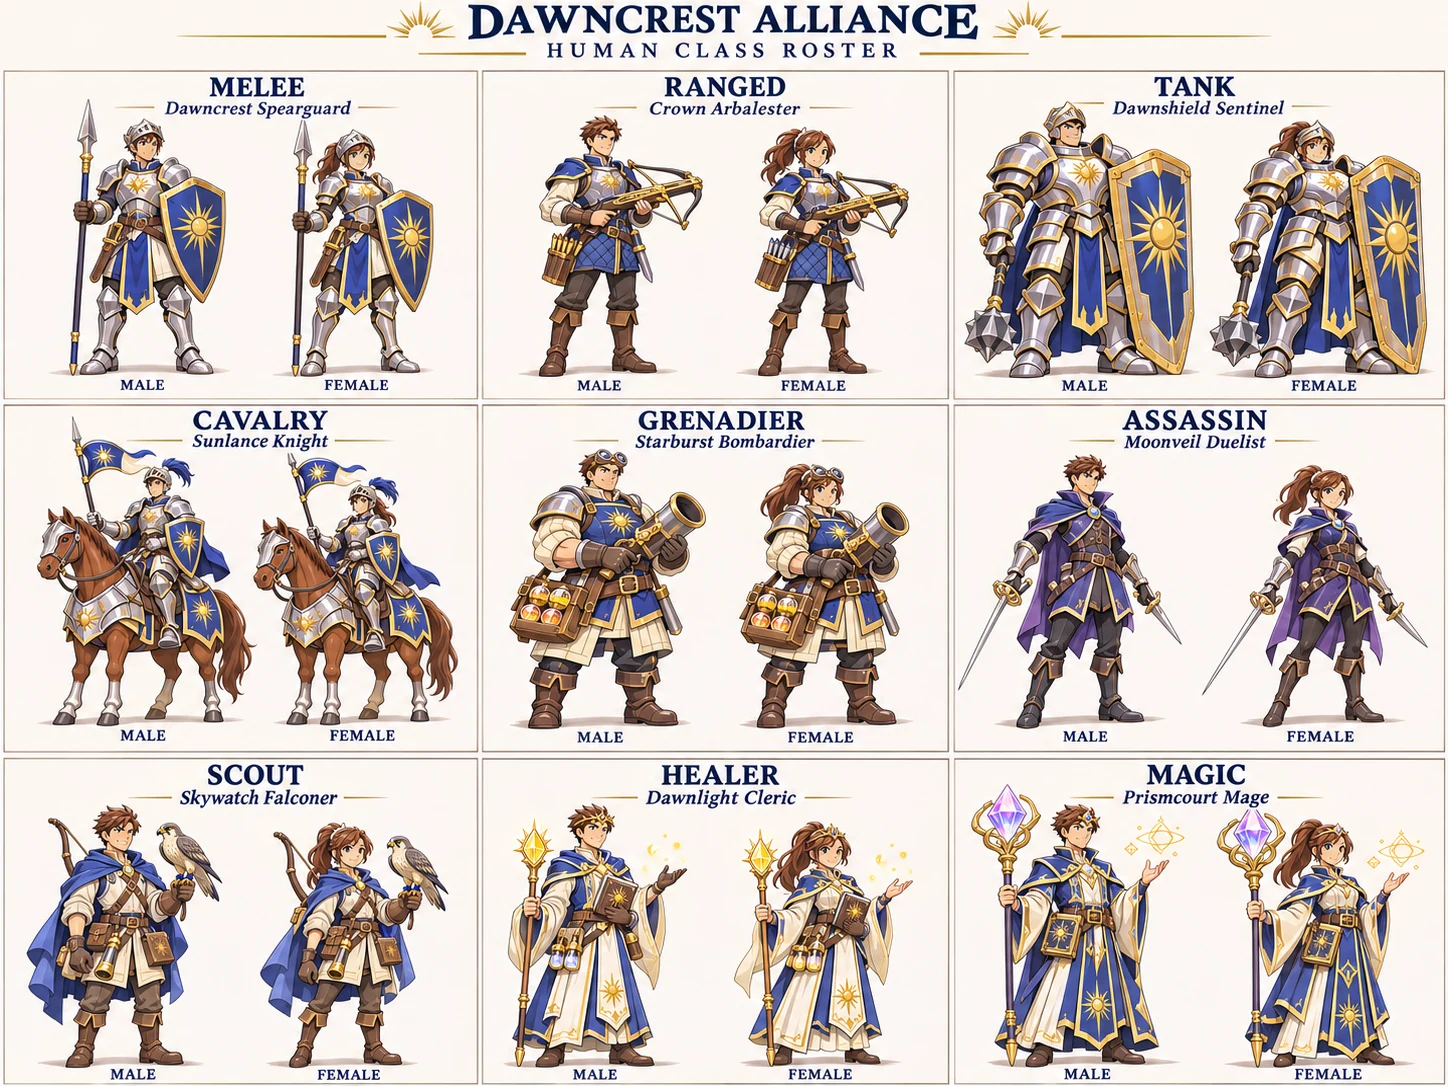 DAWNCREST ALLIANCE
HUMAN CLASS ROSTER
MELEE
Dawncrest Spearguard
MALE
FEMALE
RANGED
Crown Arbalester
MALE
FEMALE
TANK
Dawnshield Sentinel
MALE
FEMALE
CAVALRY
Sunlance Knight
MALE
FEMALE
GRENADIER
Starburst Bombardier
MALE
FEMALE
ASSASSIN
Moonveil Duelist
MALE
FEMALE
SCOUT
Skywatch Falconer
MALE
FEMALE
HEALER
Dawnlight Cleric
MALE
FEMALE
MAGIC
Prismcourt Mage
MALE
FEMALE